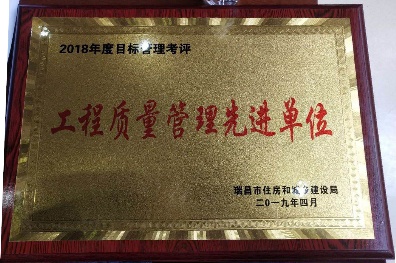 2018年度目标管理考评
工程质量管理先进单位
瑞昌市住房和城乡建设局
二〇一九年四月